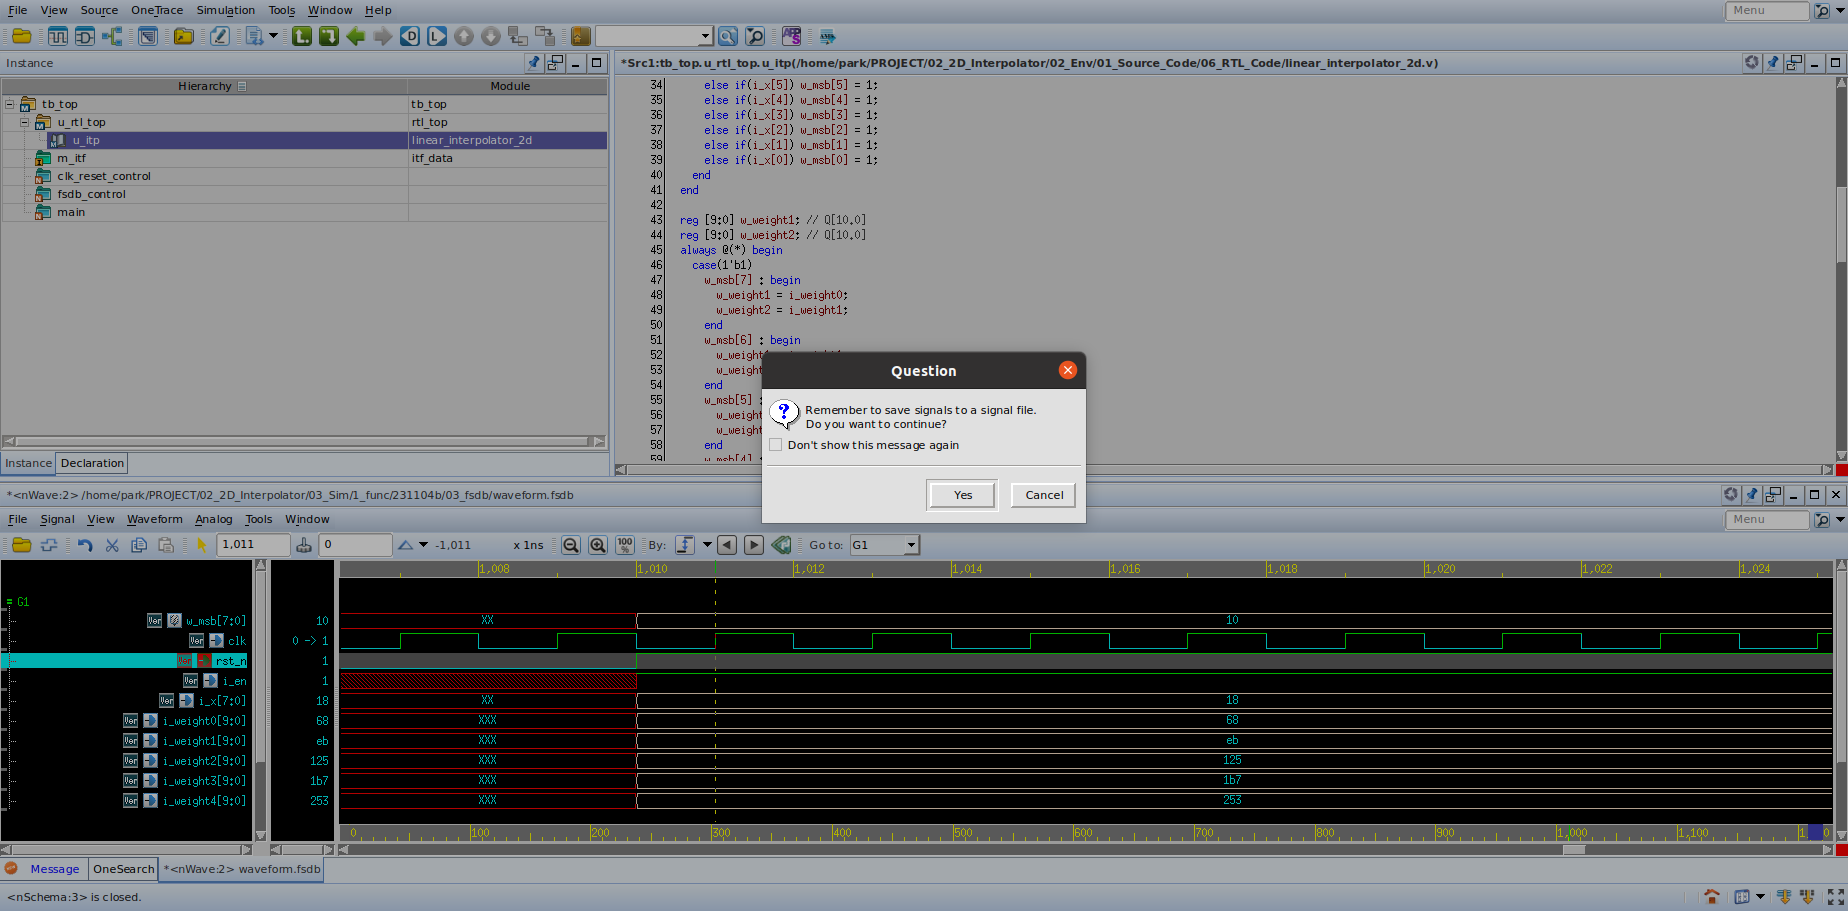 File View Source OneTrace Simulation Tools Window Help
Menu
Instance
*Src1:tb_top.u_rtl_top.u_itp(/home/park/PROJECT/02_2D_Interpolator/02_Env/01_Source_Code/06_RTL_Code/linear_interpolator_2d.v)
Hierarchy Module
tb_top tb_top
u_rtl_top rtl_top
u_itp linear_interpolator_2d
m_itf itf_data
clk_reset_control
fsdb_control
main
Instance Declaration
34 else if(i_x[5]) w_msb[5] = 1;
35 else if(i_x[4]) w_msb[4] = 1;
36 else if(i_x[3]) w_msb[3] = 1;
37 else if(i_x[2]) w_msb[2] = 1;
38 else if(i_x[1]) w_msb[1] = 1;
39 else if(i_x[0]) w_msb[0] = 1;
40 end
41 end
42
43 reg [9:0] w_weight1; // Q[10.0]
44 reg [9:0] w_weight2; // Q[10.0]
45 always @(*) begin
46 case(1'b1)
47 w_msb[7] : begin
48 w_weight1 = i_weight0;
49 w_weight2 = i_weight1;
50 end
51 w_msb[6] : begin
52 w_weight
53 w_weight
54 end
55 w_msb[5] :
56 w_weight
57 w_weight
58 end
59 w_msb[4]
Question
Remember to save signals to a signal file.
Do you want to continue?
Don't show this message again
Yes Cancel
*<nWave:2> /home/park/PROJECT/02_2D_Interpolator/03_Sim/1_func/231104b/03_fsdb/waveform.fsdb
File Signal View Waveform Analog Tools Window
Menu
1,011 0 -1,011 x 1ns 100 % By: Go to: G1
1,008 1,010 1,012 1,014 1,016 1,018 1,020 1,022 1,024
G1
w_msb[7:0] 10 XX 10
clk 0 -> 1
rst_n 1
i_en 1
i_x[7:0] 18 XX 18
i_weight0[9:0] 68 XXX 68
i_weight1[9:0] eb XXX eb
i_weight2[9:0] 125 XXX 125
i_weight3[9:0] 1b7 XXX 1b7
i_weight4[9:0] 253 XXX 253
0 100 200 300 400 500 600 700 800 900 1,000 1,100
Message OneSearch *<nWave:2> waveform.fsdb
<nSchema:3> is closed.